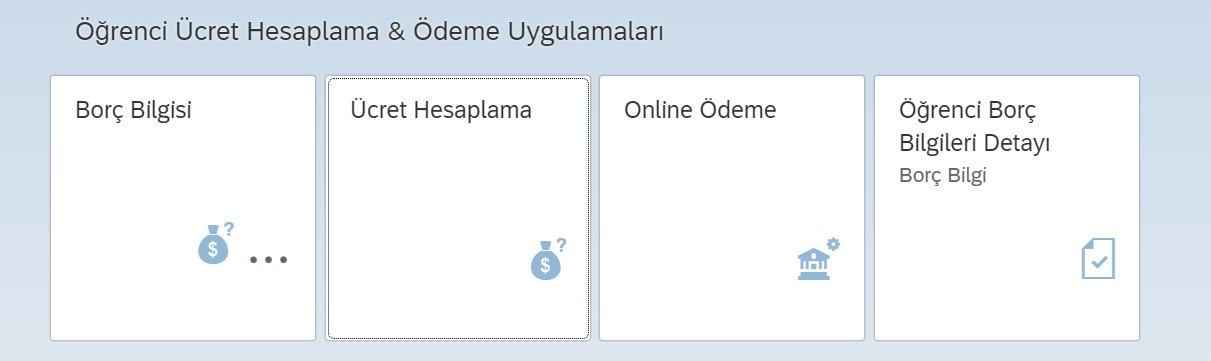 Öğrenci Ücret Hesaplama & Ödeme Uygulamaları
Borç Bilgisi
?
$
...
Ücret Hesaplama
?
$
Online Ödeme
Öğrenci Borç
Bilgileri Detayı
Borç Bilgi